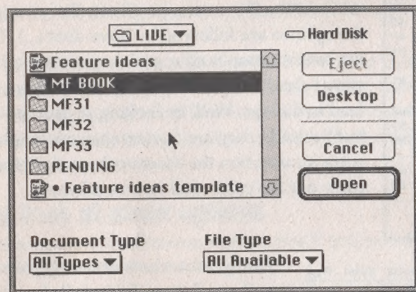 LIVE
Hard Disk
Feature ideas
MF BOOK
MF31
MF32
MF33
PENDING
• Feature ideas template
Eject
Desktop
Cancel
Open
Document Type
All Types
File Type
All Available